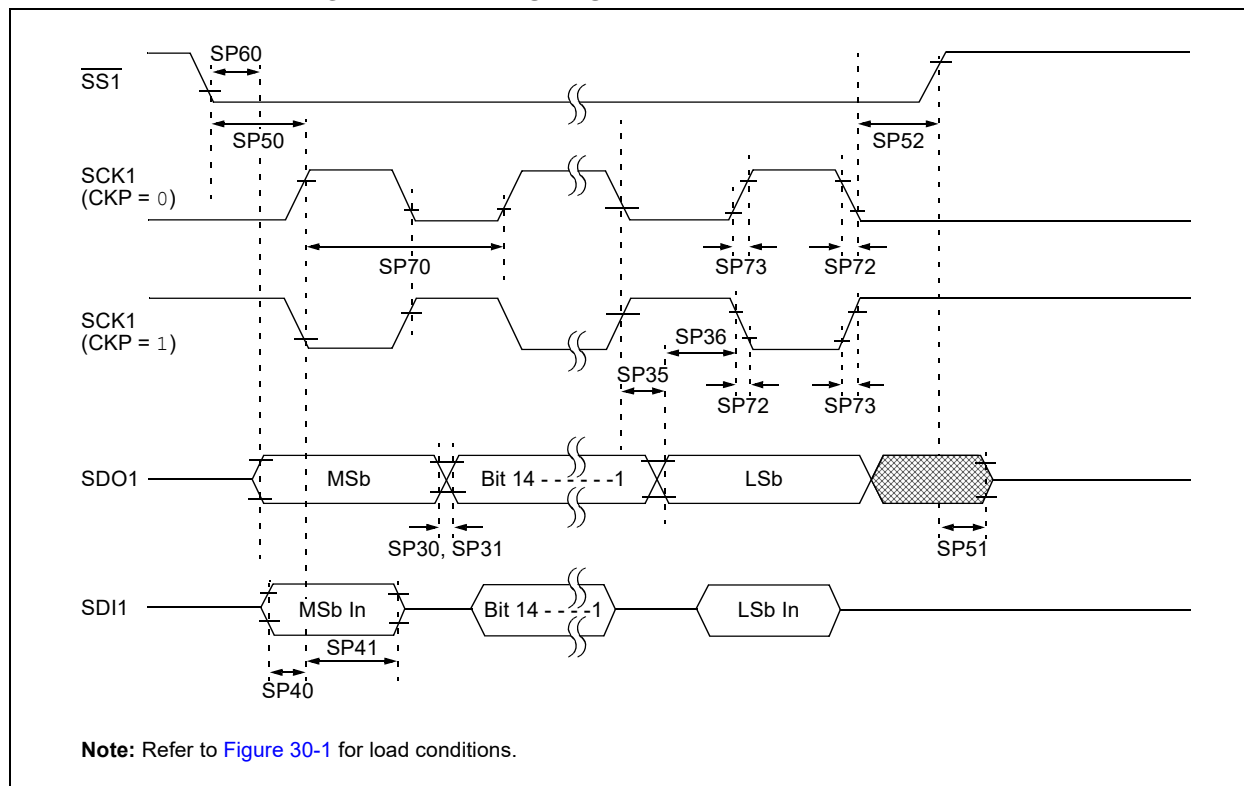 SP60
SS1
SP50
SP52
SCK1
(CKP = 0)
SP70
SP73
SP72
SCK1
(CKP = 1)
SP36
SP35
SP72
SP73
SDO1
MSb
Bit 14 - - - - - -1
LSb
SP30, SP31
SP51
SDI1
MSb In
Bit 14 - - - -1
LSb In
SP41
SP40
Note: Refer to Figure 30-1 for load conditions.